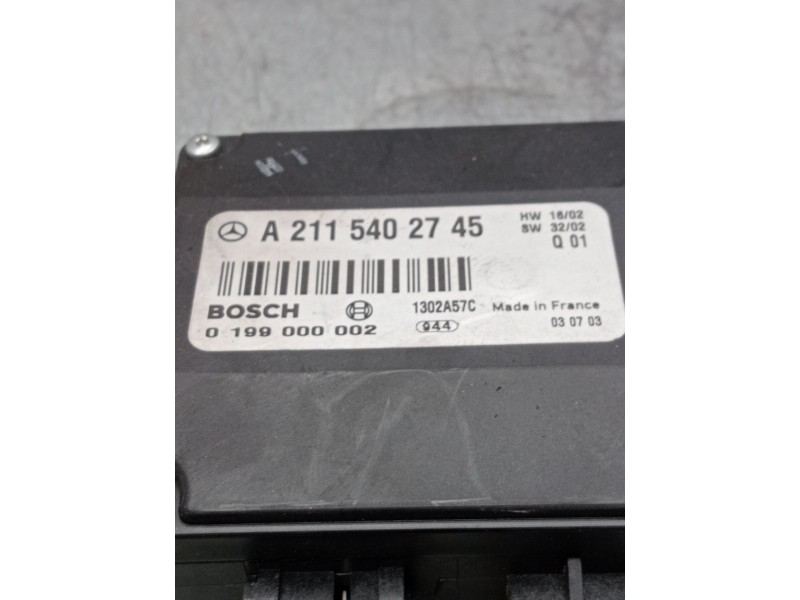 H T
A 211 540 27 45
HW 16/02
SW 32/02
Q 01
BOSCH
1302A57C
Made in France
0 199 000 002
944
03 07 03